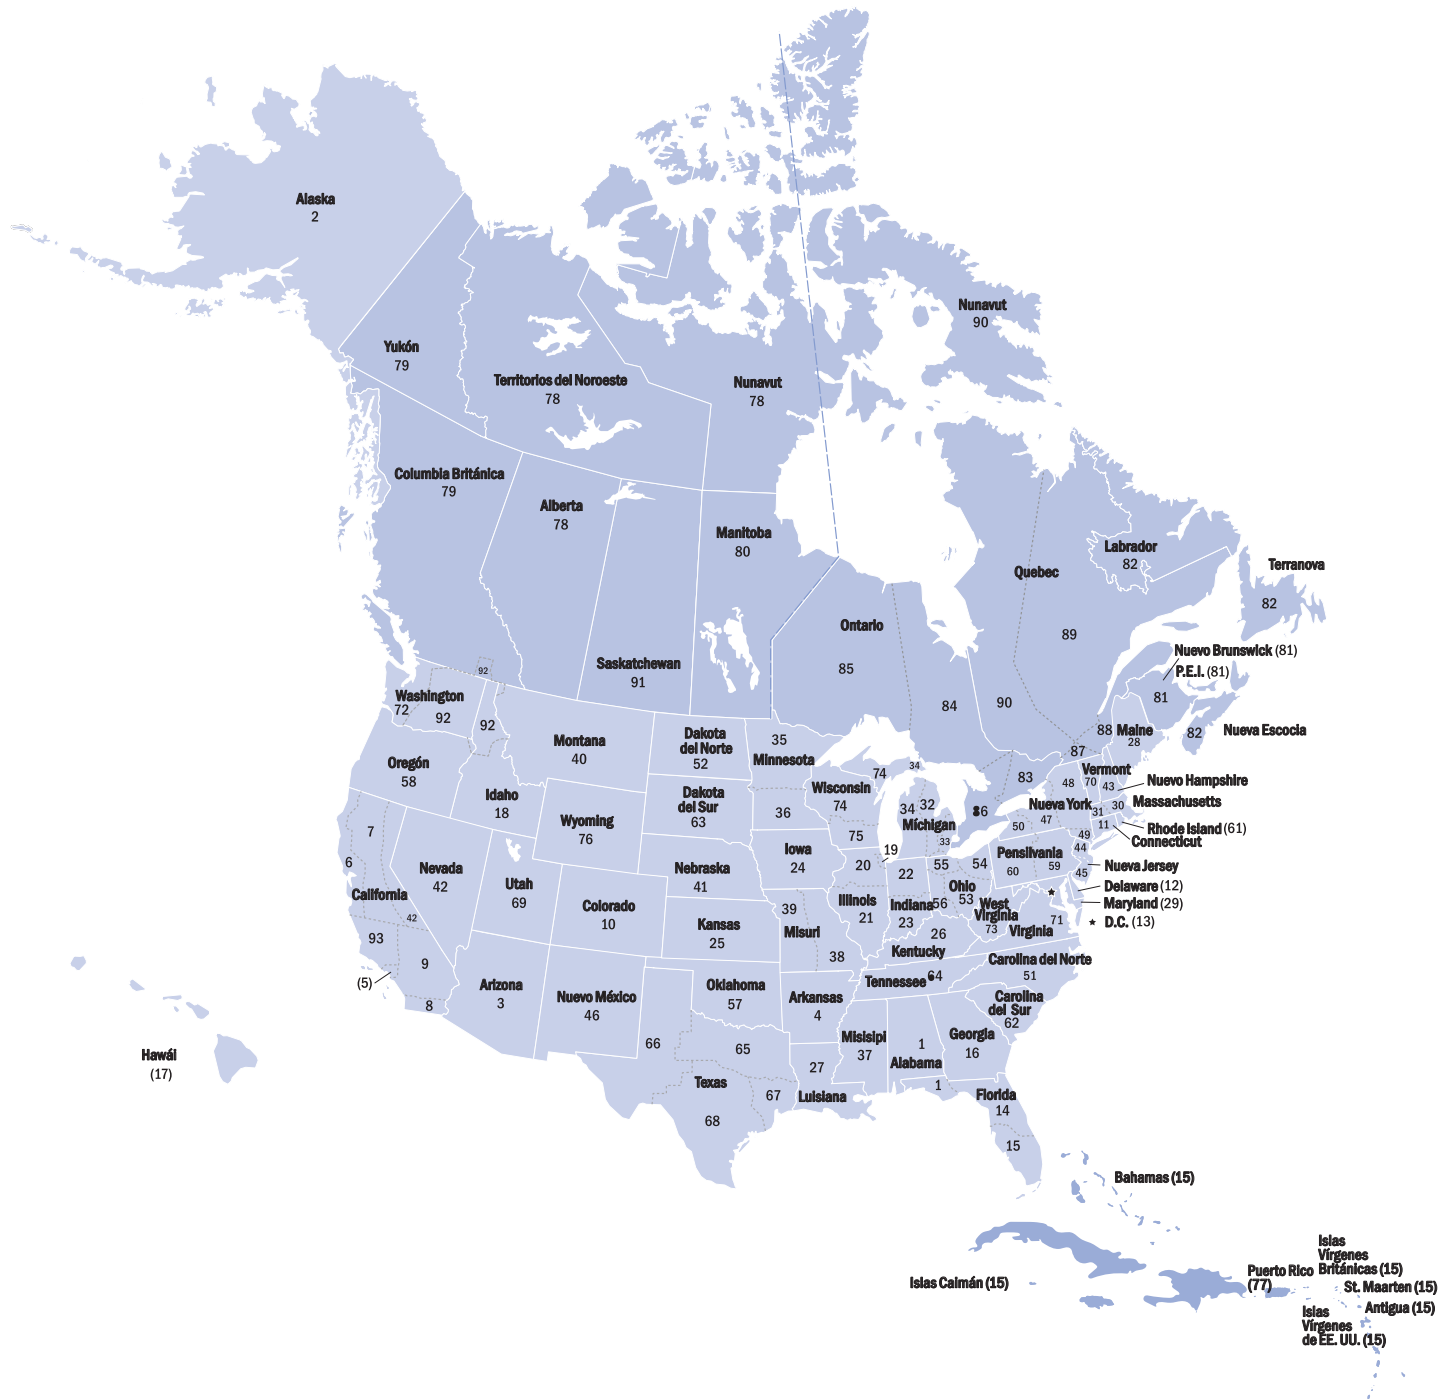 Alaska
2
Nunavut
90
Yukón
79
Territorios del Noroeste
78
Nunavut
78
Columbia Británica
79
Alberta
78
Manitoba
80
Labrador
82
Terranova
82
Quebec
89
90
88
87
Ontario
85
84
83
86
Saskatchewan
91
Nuevo Brunswick (81)
P.E.I. (81)
81
82
Nueva Escocia
92
Washington
72
92
92
Montana
40
Dakota
del Norte
52
35
Minnesota
36
Maine
28
Oregón
58
Idaho
18
Wyoming
76
Dakota
del Sur
63
Wisconsin
74
74
75
34
34
32
Míchigan
33
Vermont
70
43
Nuevo Hampshire
48
Nueva York
47
50
49
31
30
Massachusetts
11
Rhode Island (61)
Connecticut
7
6
California
42
93
9
(5)
8
Nevada
42
Utah
69
Colorado
10
Nebraska
41
Iowa
24
19
20
Illinois
21
22
Indiana
23
55
54
Ohio
53
56
Pensilvania
60
59
44
45
Nueva Jersey
Delaware (12)
Maryland (29)
D.C. (13)
West
Virginia
73
71
Virginia
Kansas
25
39
Misuri
38
26
Kentucky
Carolina del Norte
51
Tennessee
64
Arizona
3
Nuevo México
46
Oklahoma
57
Arkansas
4
Carolina
del Sur
62
Misisipi
37
1
Alabama
1
Georgia
16
66
65
Texas
67
68
27
Luisiana
Florida
14
15
Hawái
(17)
Bahamas (15)
Islas Caimán (15)
Puerto Rico
(77)
Islas
Vírgenes
Británicas (15)
St. Maarten (15)
Antigua (15)
Islas
Vírgenes
de EE. UU. (15)